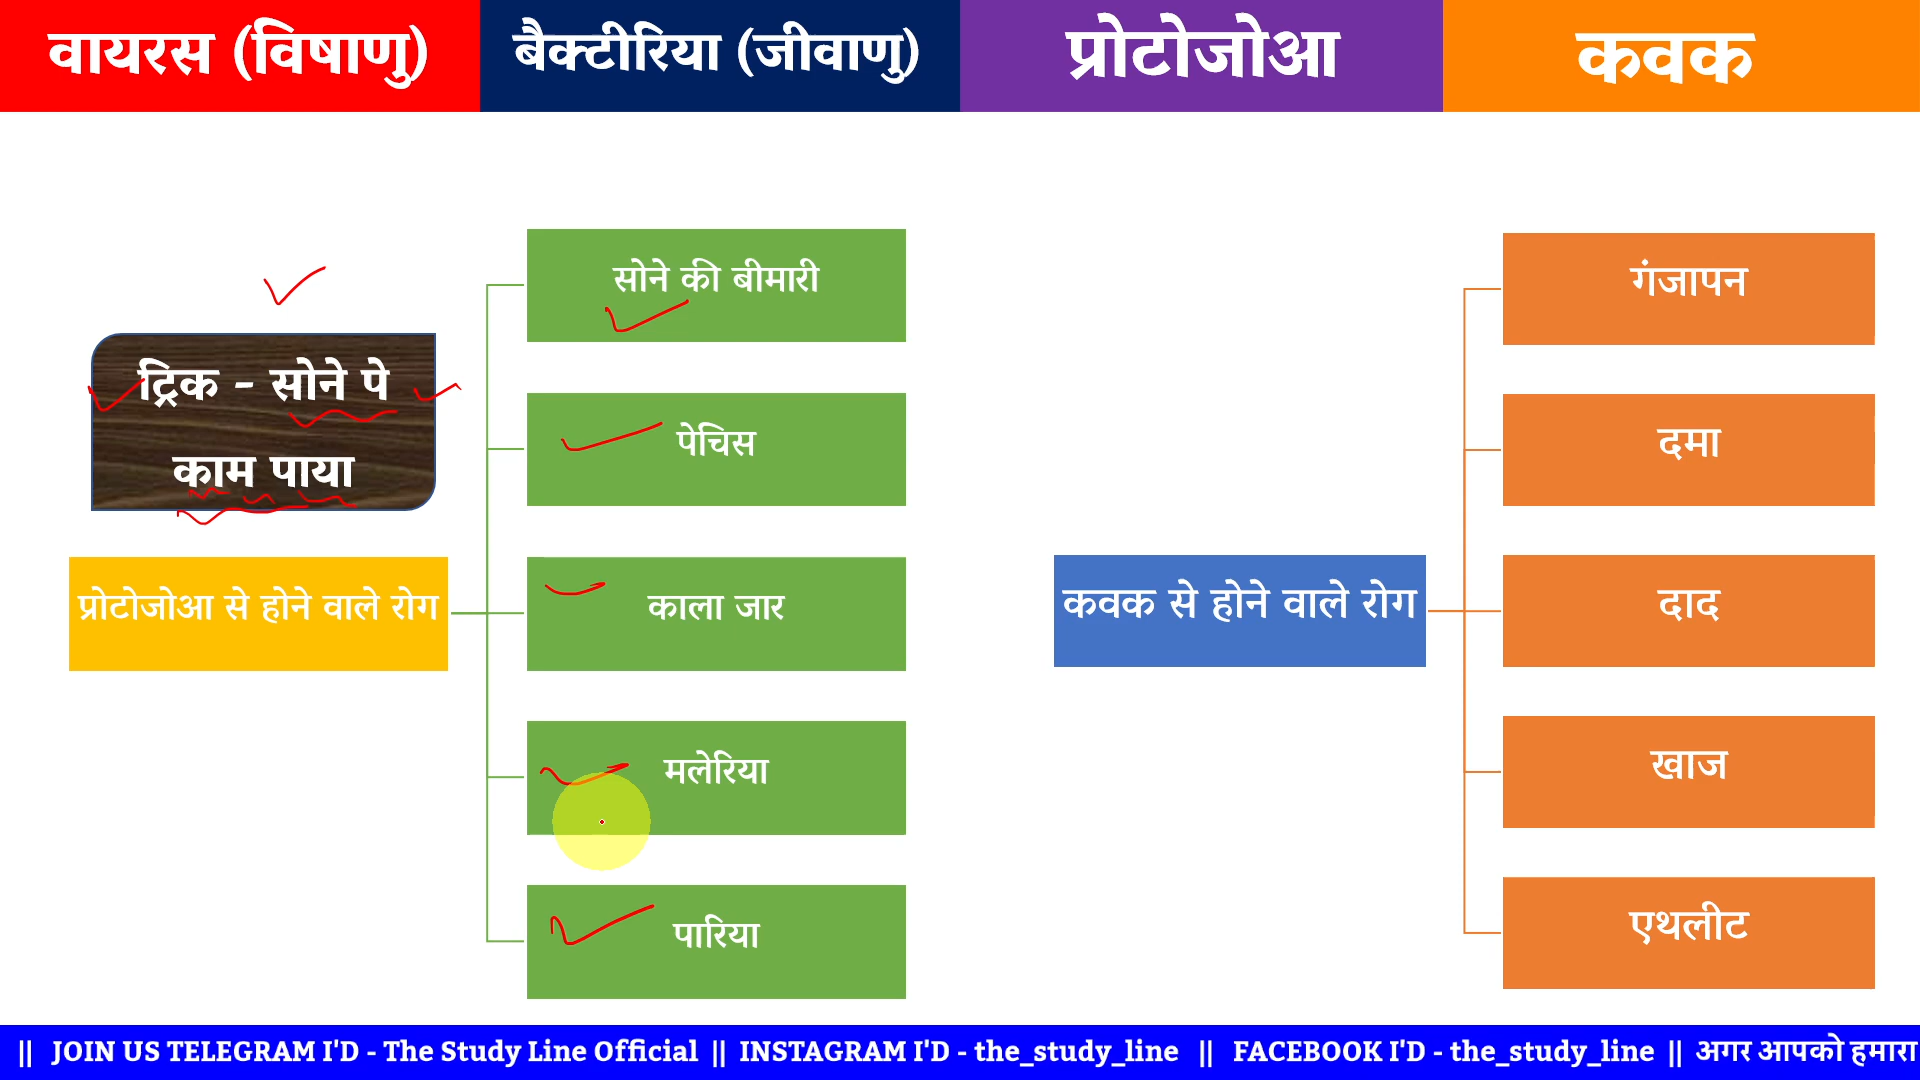 वायरस (विषाणु)
बैक्टीरिया (जीवाणु)
प्रोटोजोआ
कवक
ट्रिक - सोने पे
काम पाया
प्रोटोजोआ से होने वाले रोग
सोने की बीमारी
पेचिस
काला जार
मलेरिया
पारिया
कवक से होने वाले रोग
गंजापन
दमा
दाद
खाज
एथलीट
|| JOIN US TELEGRAM I'D - The Study Line Official || INSTAGRAM I'D - the_study_line || FACEBOOK I'D - the_study_line || अगर आपको हमारा